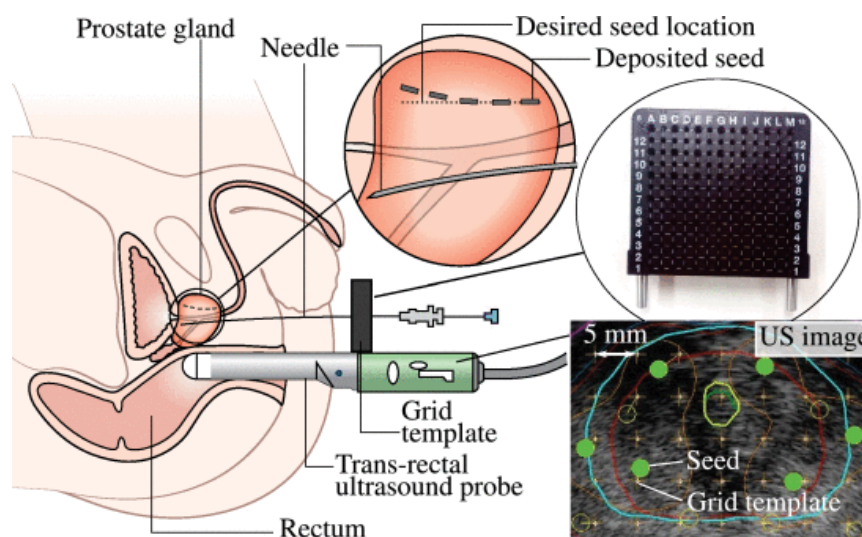 Prostate gland
Needle
Desired seed location
Deposited seed
A B C D E F G H I J K L M
12 12
11 11
10 10
9 9
8 8
7 7
6 6
5 5
4 4
3 3
2 2
1 1
5 mm
US image
Seed
Grid template
Grid
template
Trans-rectal
ultrasound probe
Rectum